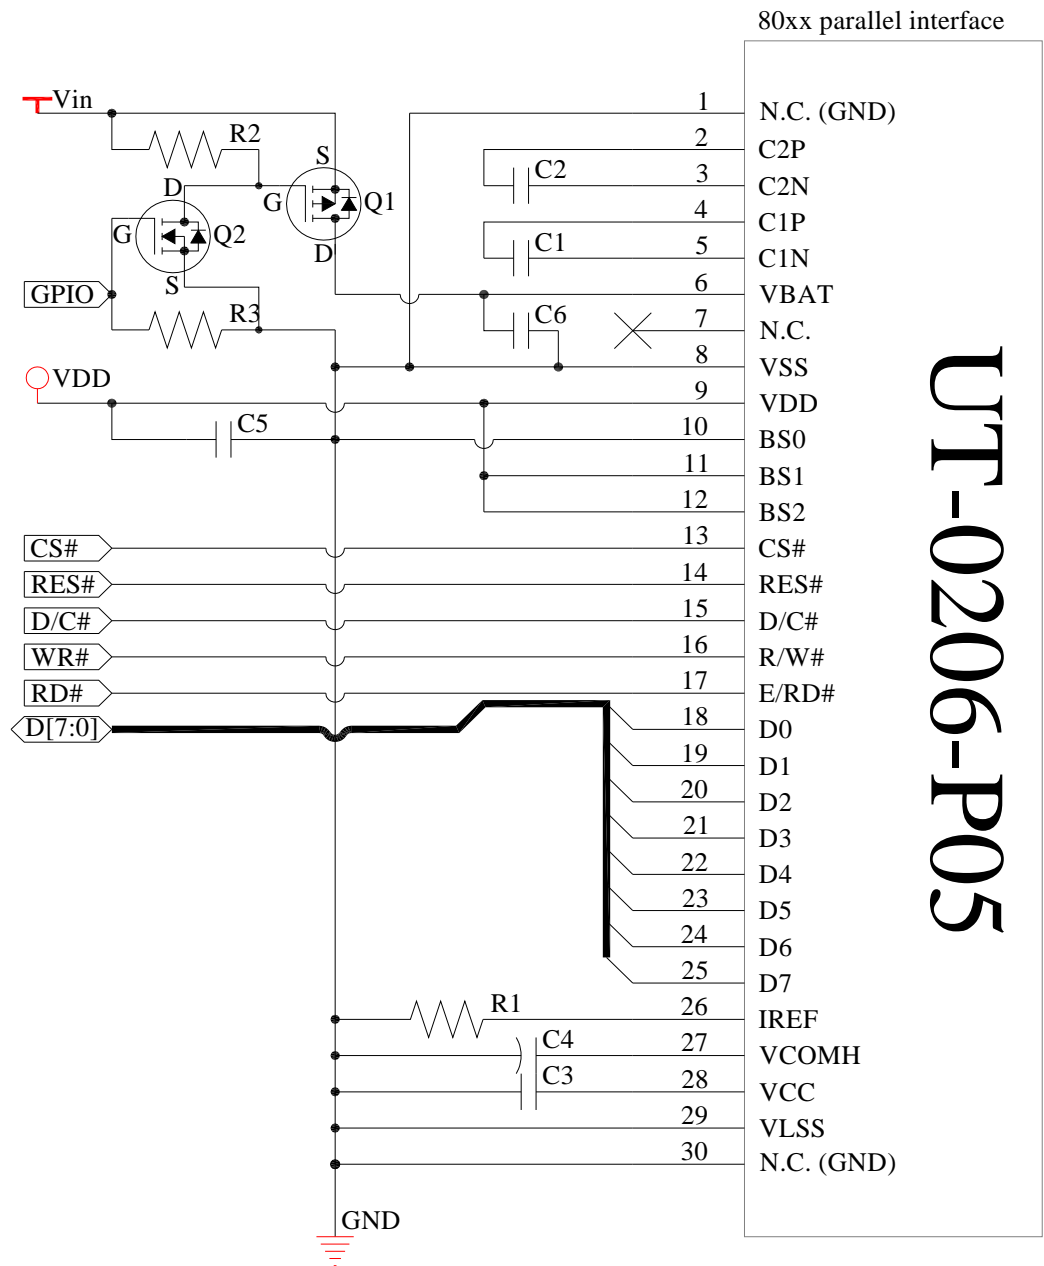 80xx parallel interface
Vin
R2
S
D
G
Q1
G
Q2
D
S
GPIO
R3
VDD
C5
C2
C1
C6
CS#
RES#
D/C#
WR#
RD#
D[7:0]
R1
C4
C3
GND
1 N.C. (GND)
2 C2P
3 C2N
4 C1P
5 C1N
6 VBAT
7 N.C.
8 VSS
9 VDD
10 BS0
11 BS1
12 BS2
13 CS#
14 RES#
15 D/C#
16 R/W#
17 E/RD#
18 D0
19 D1
20 D2
21 D3
22 D4
23 D5
24 D6
25 D7
26 IREF
27 VCOMH
28 VCC
29 VLSS
30 N.C. (GND)
UT-0206-P05